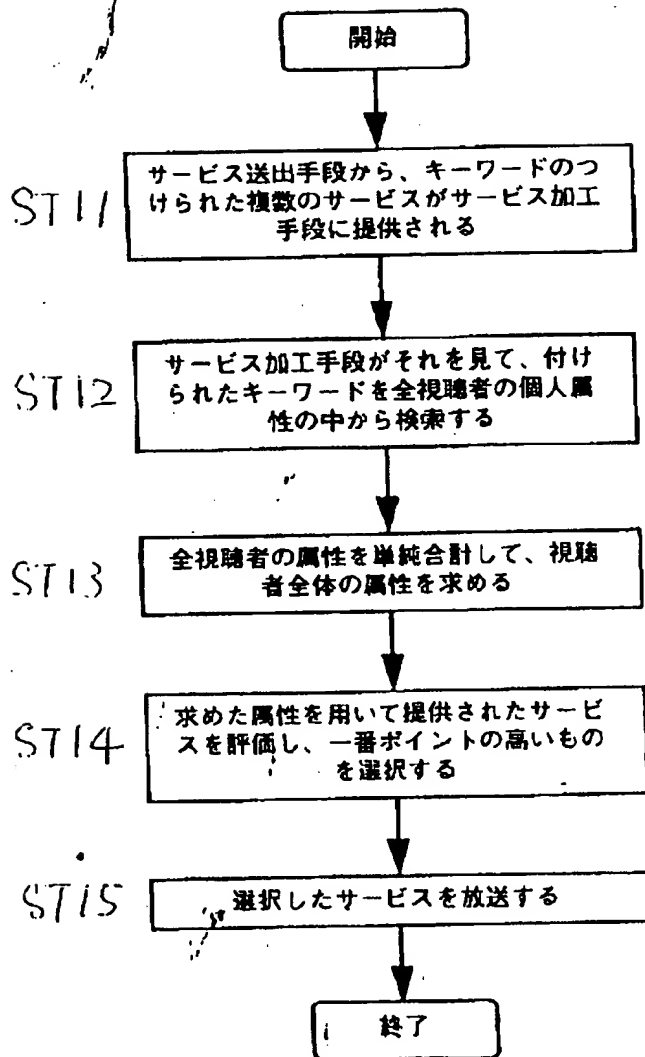 開始
サービス送出手段から、キーワードのつ
ST11
けられた複数のサービスがサービス加工
手段に提供される
サービス加工手段がそれを見て、付け
ST12
られたキーワードを全視聴者の個人属
性の中から検索する
全視聴者の属性を単純合計して、視聴
ST13
者全体の属性を求める
求めた属性を用いて提供されたサービ
ST14
スを評価し、一番ポイントの高いもの
を選択する
ST15
選択したサービスを放送する
終了